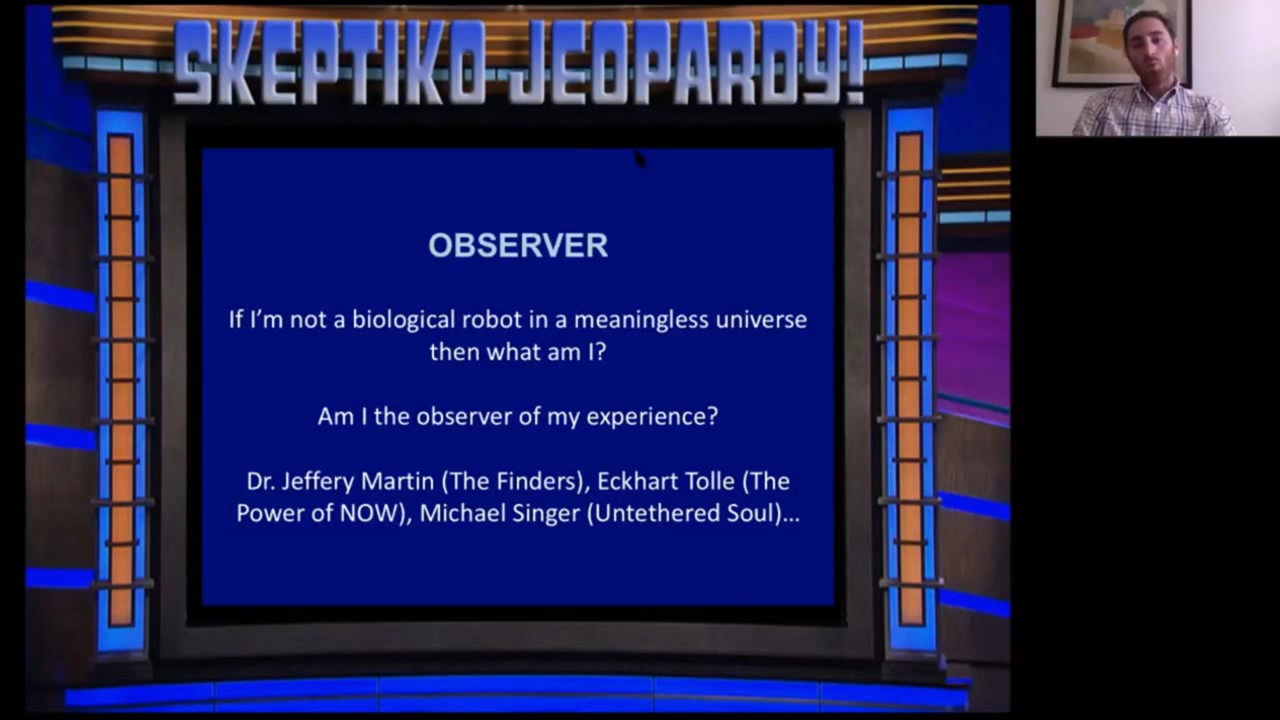 SKEPTIKO JEOPARDY!
OBSERVER
If I'm not a biological robot in a meaningless universe
then what am I?
Am I the observer of my experience?
Dr. Jeffery Martin (The Finders), Eckhart Tolle (The
Power of NOW), Michael Singer (Untethered Soul)...